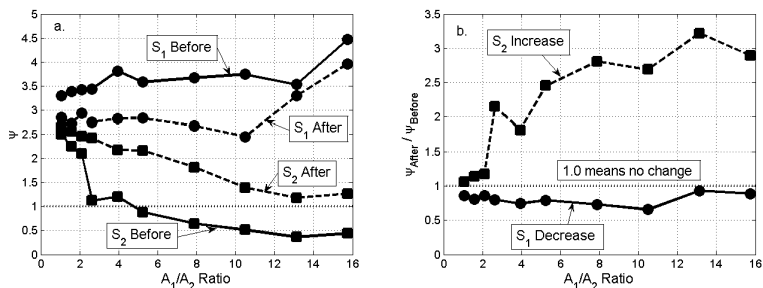 a.
S₁ Before
S₁ After
S₂ After
S₂ Before
Ψ
5
4.5
4
3.5
3
2.5
2
1.5
1
0.5
0
0 2 4 6 8 10 12 14 16
A₁/A₂ Ratio
b.
S₂ Increase
1.0 means no change
S₁ Decrease
Ψ_After / Ψ_Before
3.5
3
2.5
2
1.5
1
0.5
0
0 2 4 6 8 10 12 14 16
A₁/A₂ Ratio